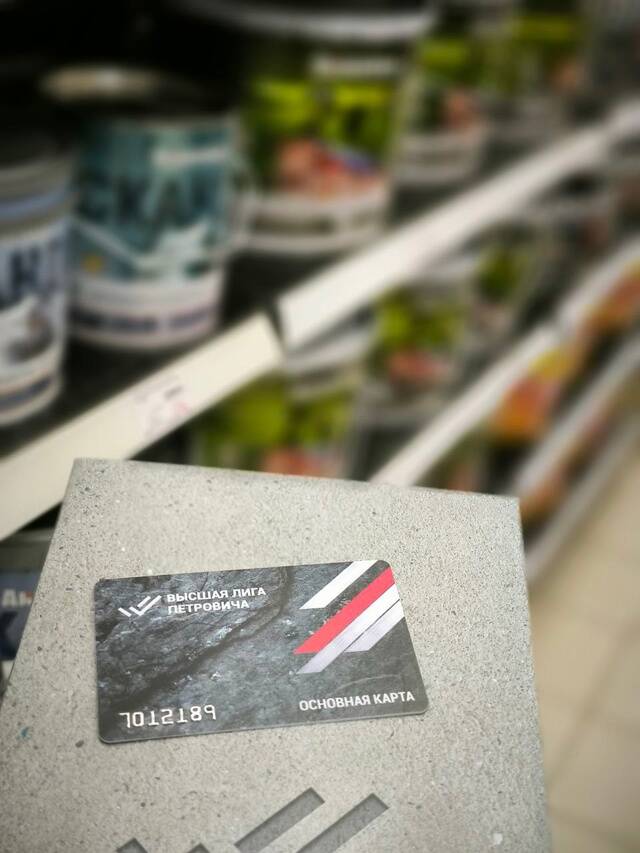 ВЫСШАЯ ЛИГА
ПЕТРОВИЧА
7012189
ОСНОВНАЯ КАРТА